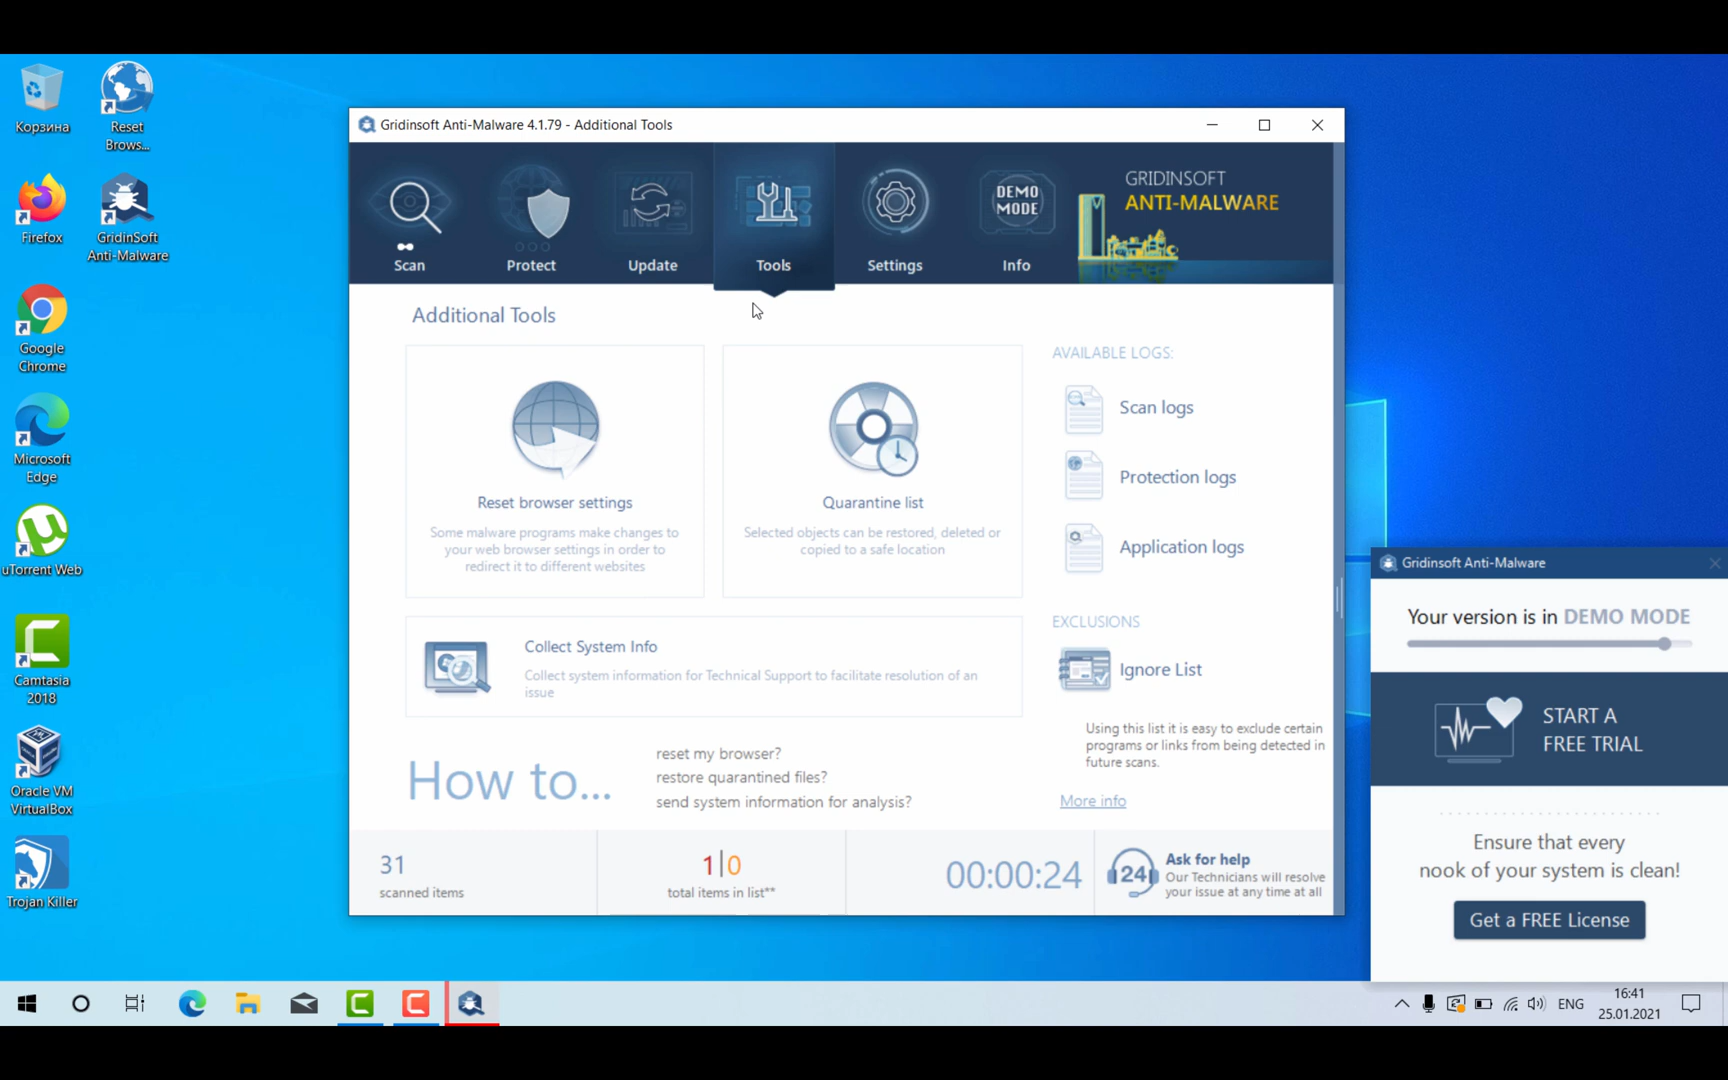 Корзина
Reset
Brows...
Firefox
GridinSoft
Anti-Malware
Google
Chrome
Microsoft
Edge
uTorrent Web
Camtasia
2018
Oracle VM
VirtualBox
Trojan Killer
Gridinsoft Anti-Malware 4.1.79 - Additional Tools
Scan
Protect
Update
Tools
Settings
DEMO
MODE
Info
GRIDINSOFT
ANTI-MALWARE
Additional Tools
Reset browser settings
Some malware programs make changes to
your web browser settings in order to
redirect it to different websites
Quarantine list
Selected objects can be restored, deleted or
copied to a safe location
Collect System Info
Collect system information for Technical Support to facilitate resolution of an
issue
AVAILABLE LOGS:
Scan logs
Protection logs
Application logs
EXCLUSIONS
Ignore List
Using this list it is easy to exclude certain
programs or links from being detected in
future scans.
More info
How to...
reset my browser?
restore quarantined files?
send system information for analysis?
31
scanned items
1|0
total items in list**
00:00:24
24
Ask for help
Our Technicians will resolve
your issue at any time at all
Gridinsoft Anti-Malware
Your version is in DEMO MODE
START A
FREE TRIAL
Ensure that every
nook of your system is clean!
Get a FREE License
ENG
16:41
25.01.2021